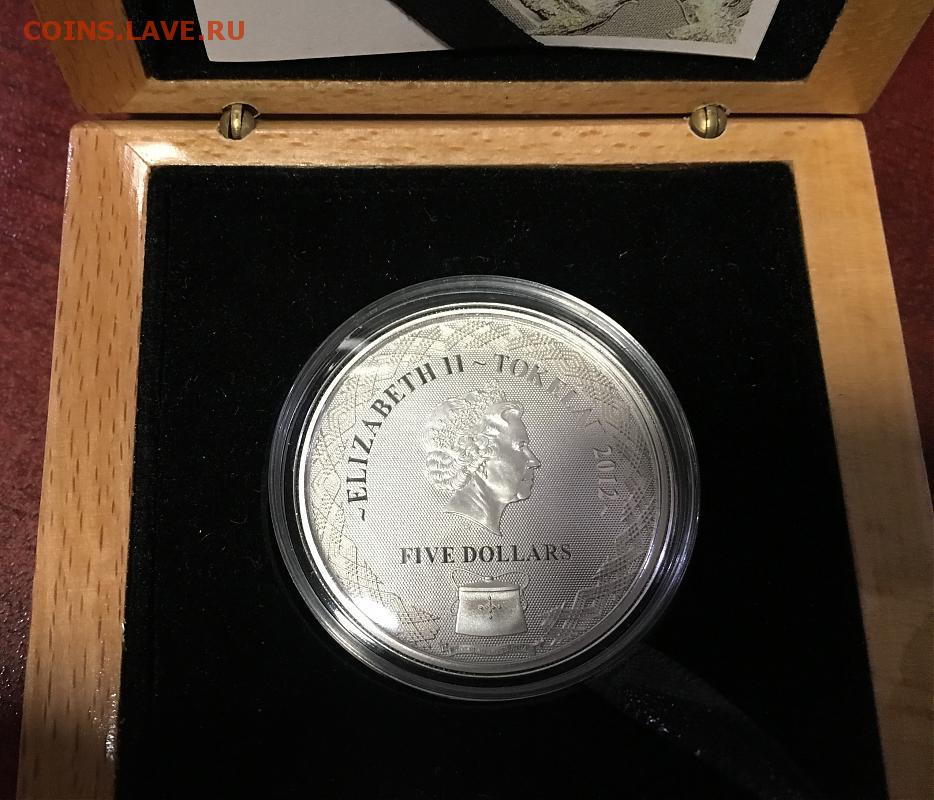 COINS.LAVE.RU
~ELIZABETH II ~ TOKELAU 2012~
FIVE DOLLARS